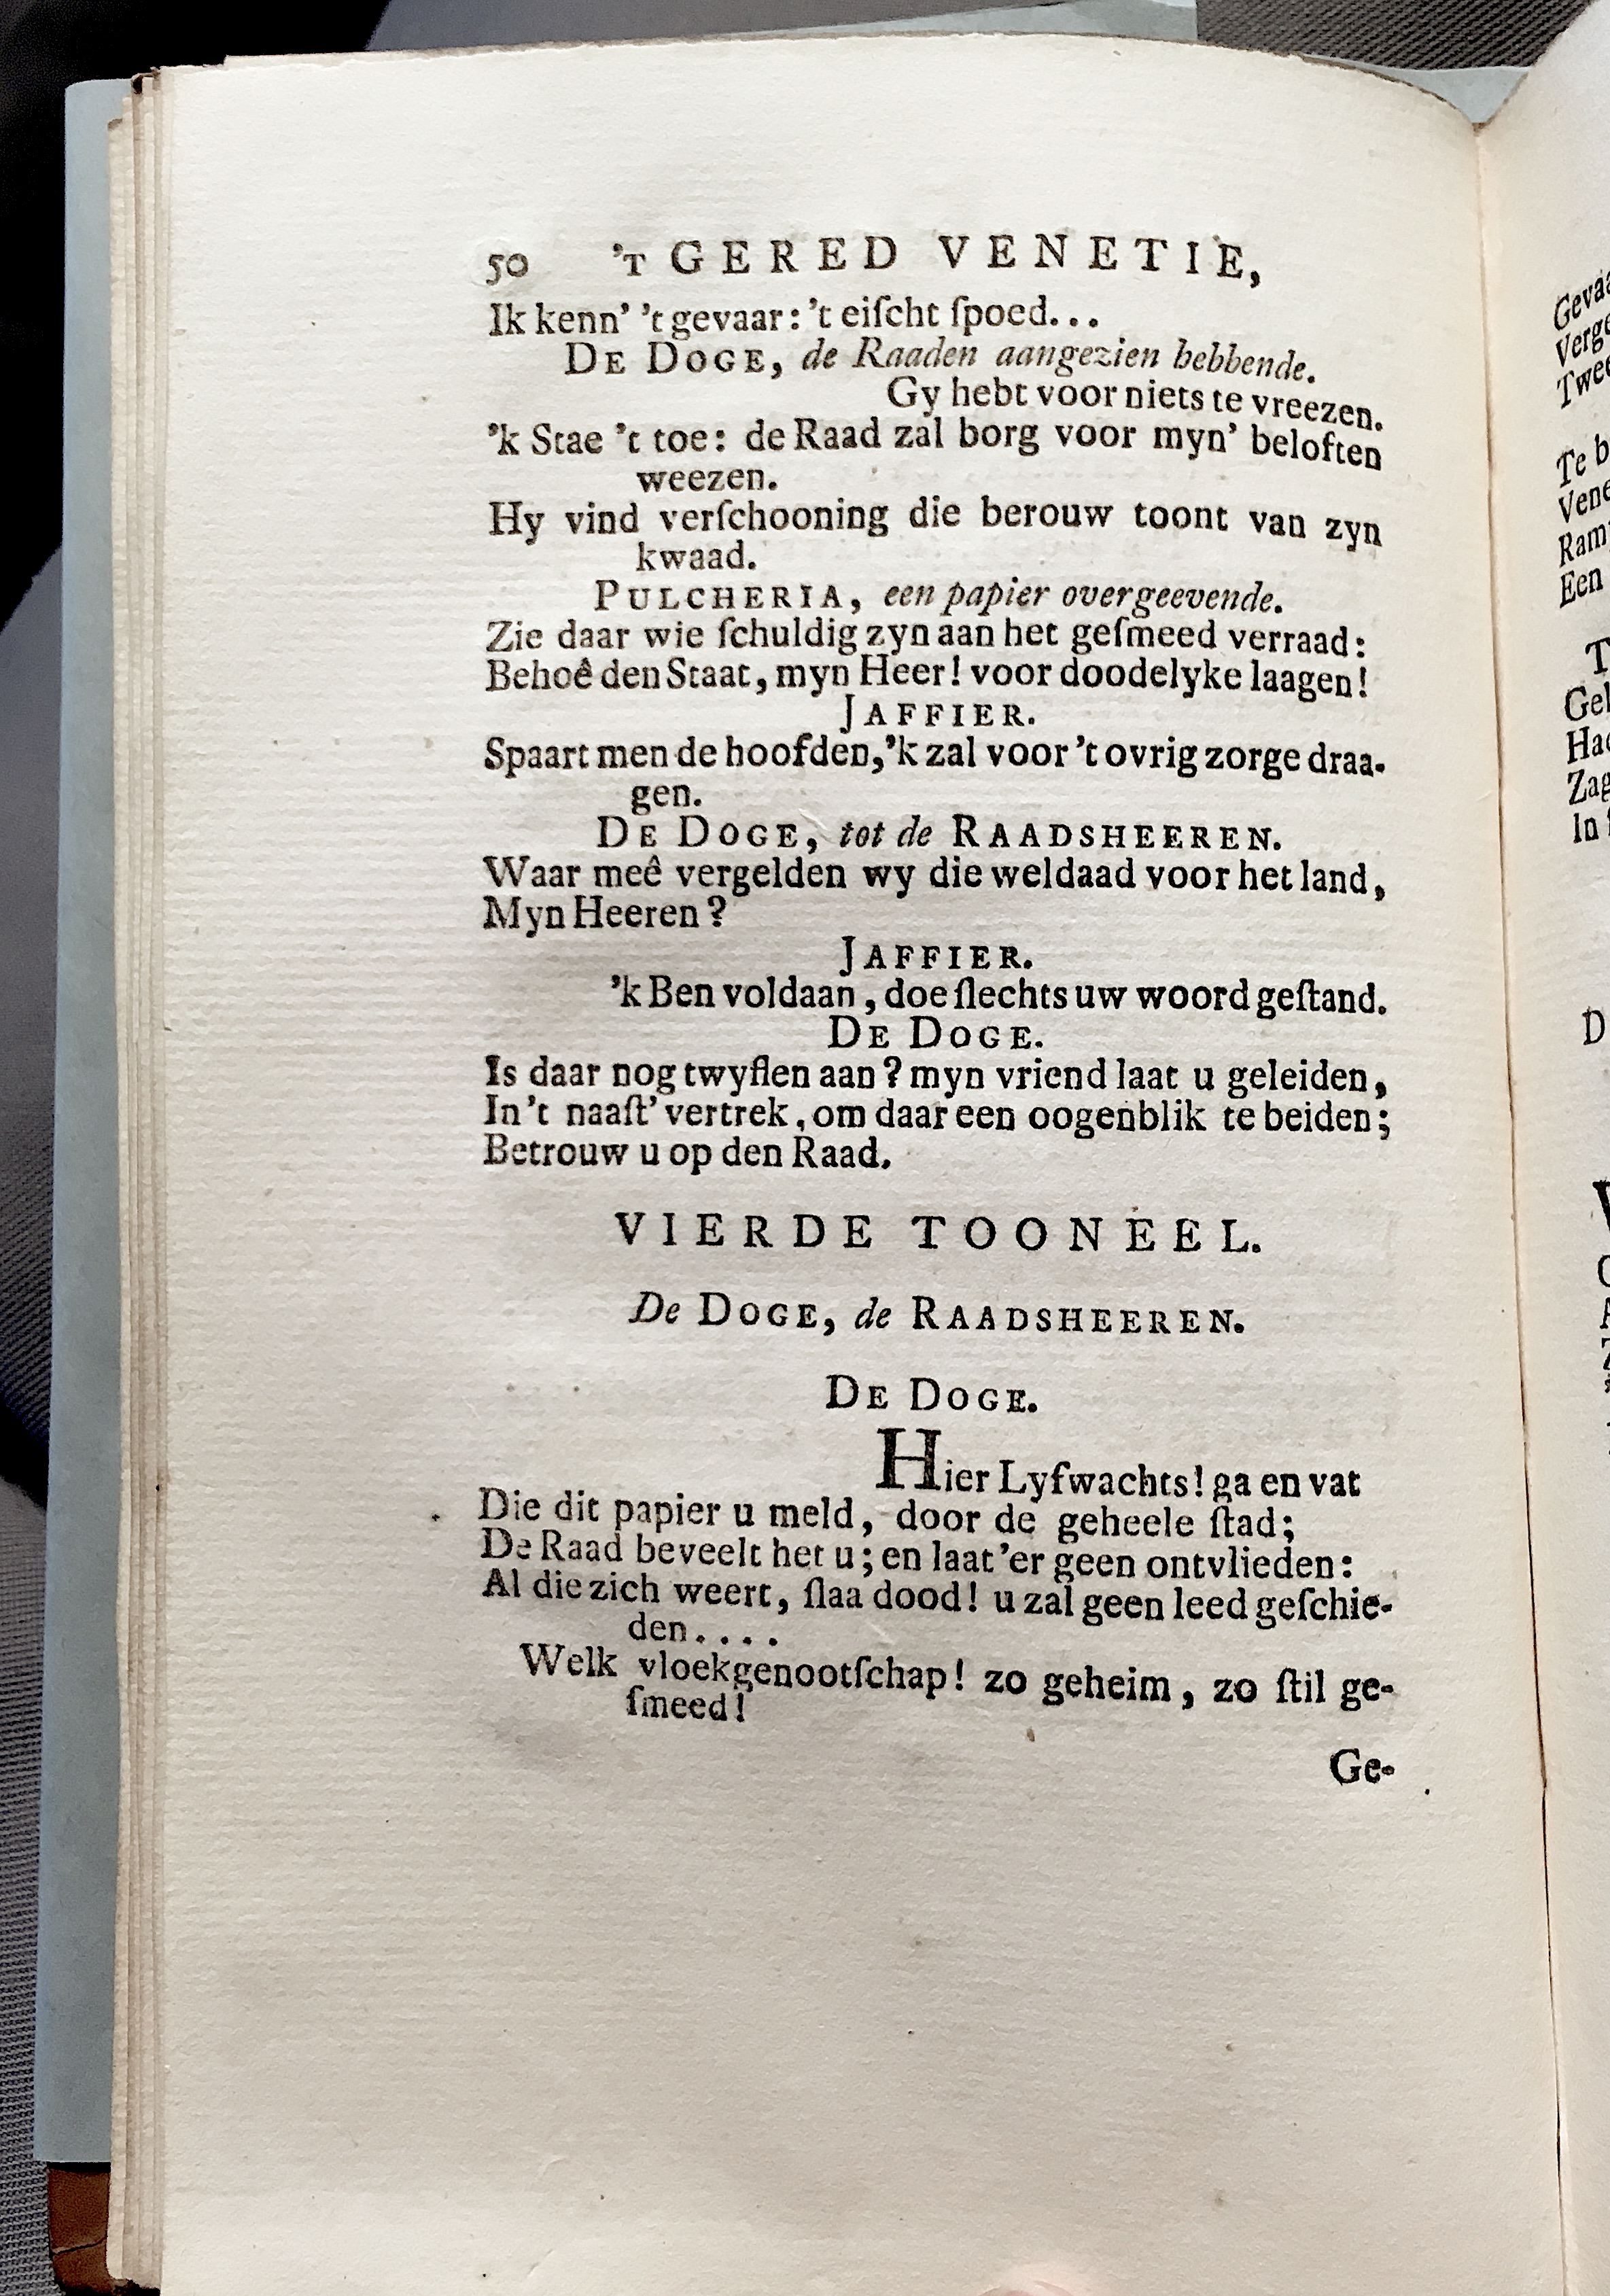 50 'T GERED VENETIE,
Ik kenn' 't gevaar: 't eiſcht ſpoed...
DE DOGE, de Raaden aangezien hebbende.
Gy hebt voor niets te vreezen.
'k Stae 't toe: de Raad zal borg voor myn' beloften
weezen.
Hy vind verſchooning die berouw toont van zyn
kwaad.
PULCHERIA, een papier overgeevende.
Zie daar wie ſchuldig zyn aan het geſmeed verraad:
Behoê den Staat, myn Heer! voor doodelyke laagen!
JAFFIER.
Spaart men de hoofden, 'k zal voor 't ovrig zorge draa-
gen.
DE DOGE, tot de RAADSHEEREN.
Waar meê vergelden wy die weldaad voor het land,
Myn Heeren?
JAFFIER.
'k Ben voldaan, doe ſlechts uw woord geſtand.
DE DOGE.
Is daar nog twyflen aan? myn vriend laat u geleiden,
In 't naaſt' vertrek, om daar een oogenblik te beiden;
Betrouw u op den Raad.
VIERDE TOONEEL.
De DOGE, de RAADSHEEREN.
DE DOGE.
Hier Lyfwachts! ga en vat
Die dit papier u meld, door de geheele ſtad;
De Raad beveelt het u; en laat 'er geen ontvlieden:
Al die zich weert, ſlaa dood! u zal geen leed geſchie-
den....
Welk vloekgenootſchap! zo geheim, zo ſtil ge-
ſmeed!
Ge-
Te b
Een
T
In
D